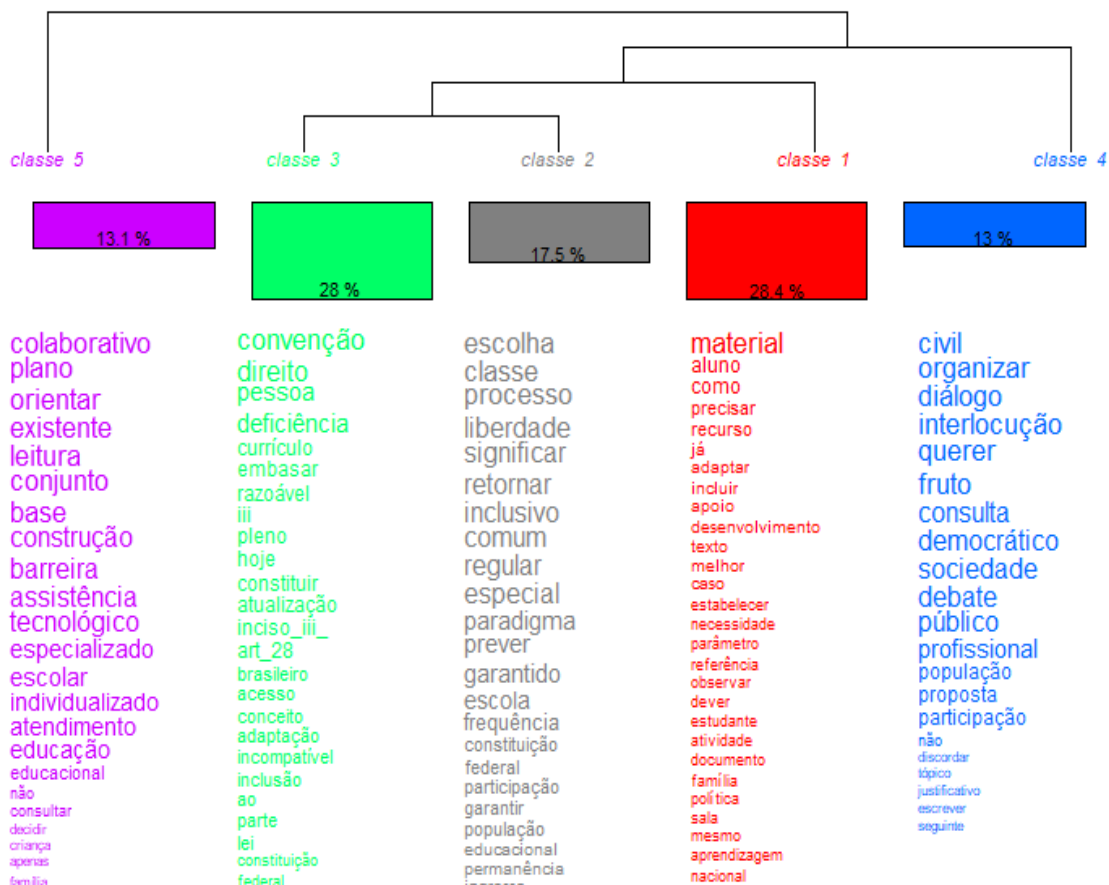 classe 5
classe 3
classe 2
classe 1
classe 4
13.1 %
28 %
17.5 %
28.4 %
13 %
colaborativo
plano
orientar
existente
leitura
conjunto
base
construção
barreira
assistência
tecnológico
especializado
escolar
individualizado
atendimento
educação
educacional
não
consultar
decidir
criança
apenas
família
convenção
direito
pessoa
deficiência
currículo
embasar
razoável
iii
pleno
hoje
constituir
atualização
inciso_iii_
art_28
brasileiro
acesso
conceito
adaptação
incompatível
inclusão
ao
parte
lei
constituição
federal
escolha
classe
processo
liberdade
significar
retornar
inclusivo
comum
regular
especial
paradigma
prever
garantido
escola
frequência
constituição
federal
participação
garantir
população
educacional
permanência
material
aluno
como
precisar
recurso
já
adaptar
incluir
apoio
desenvolvimento
texto
melhor
caso
estabelecer
necessidade
parâmetro
referência
observar
dever
estudante
atividade
documento
família
política
sala
mesmo
aprendizagem
nacional
civil
organizar
diálogo
interlocução
querer
fruto
consulta
democrático
sociedade
debate
público
profissional
população
proposta
participação
não
discordar
tópico
justificativo
escrever
seguinte